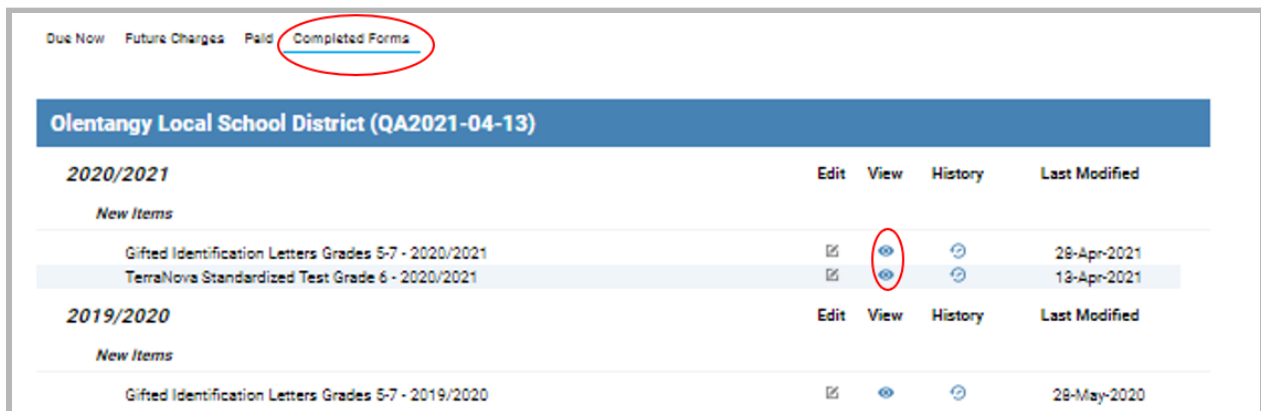 Due Now Future Charges Paid Completed Forms
Olentangy Local School District (QA2021-04-13)
2020/2021 Edit View History Last Modified
New Items
Gifted Identification Letters Grades 5-7 - 2020/2021 28-Apr-2021
TerraNova Standardized Test Grade 6 - 2020/2021 13-Apr-2021
2019/2020 Edit View History Last Modified
New Items
Gifted Identification Letters Grades 5-7 - 2019/2020 28-May-2020